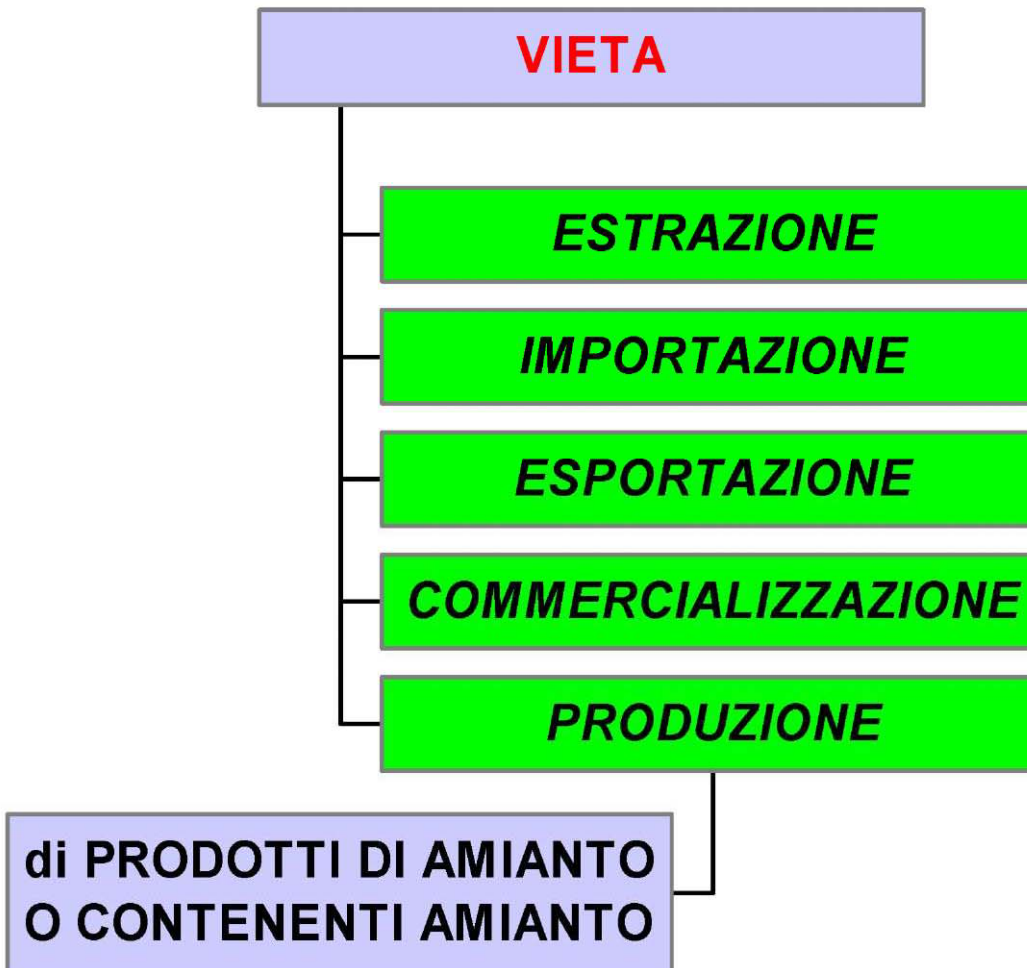 VIETA
ESTRAZIONE
IMPORTAZIONE
ESPORTAZIONE
COMMERCIALIZZAZIONE
PRODUZIONE
di PRODOTTI DI AMIANTO
O CONTENENTI AMIANTO